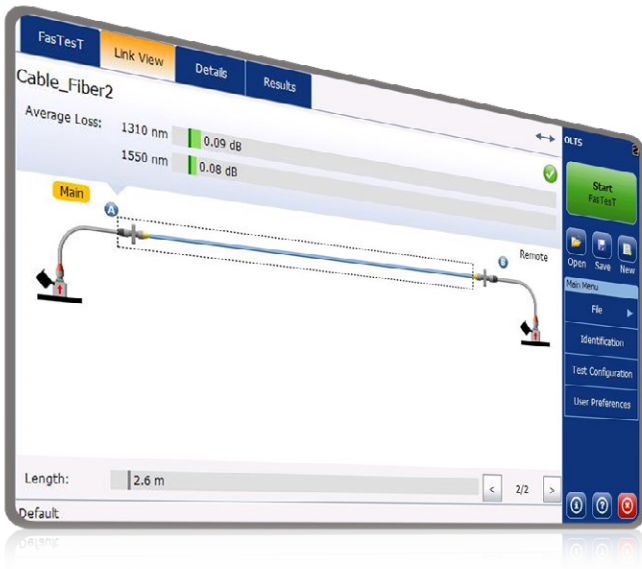 FasTesT
Link View
Details
Results
Cable_Fiber2
Average Loss:
1310 nm
0.09 dB
1550 nm
0.08 dB
Main
A
B
Remote
Length:
2.6 m
<
2/2
>
Default
OLTS
2
Start
FasTesT
Open
Save
New
Main Menu
File
Identification
Test Configuration
User Preferences